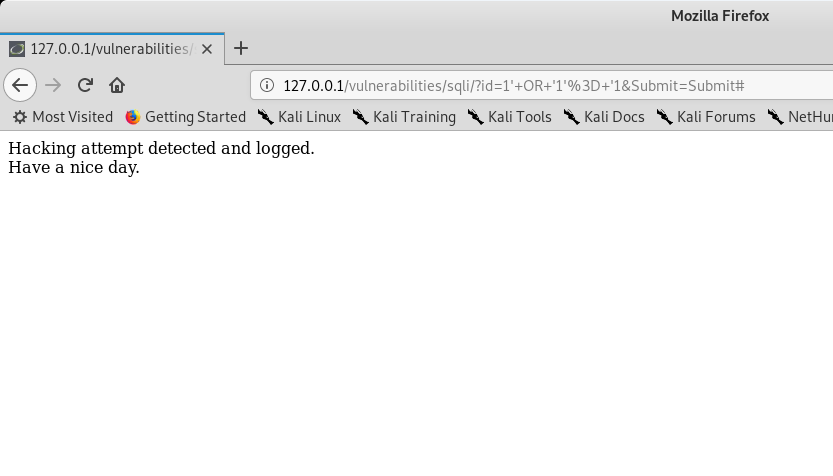 Mozilla Firefox
127.0.0.1/vulnerabilities/
127.0.0.1/vulnerabilities/sqli/?id=1'+OR+'1'%3D+'1&Submit=Submit#
Most Visited Getting Started Kali Linux Kali Training Kali Tools Kali Docs Kali Forums NetHun
Hacking attempt detected and logged.
Have a nice day.